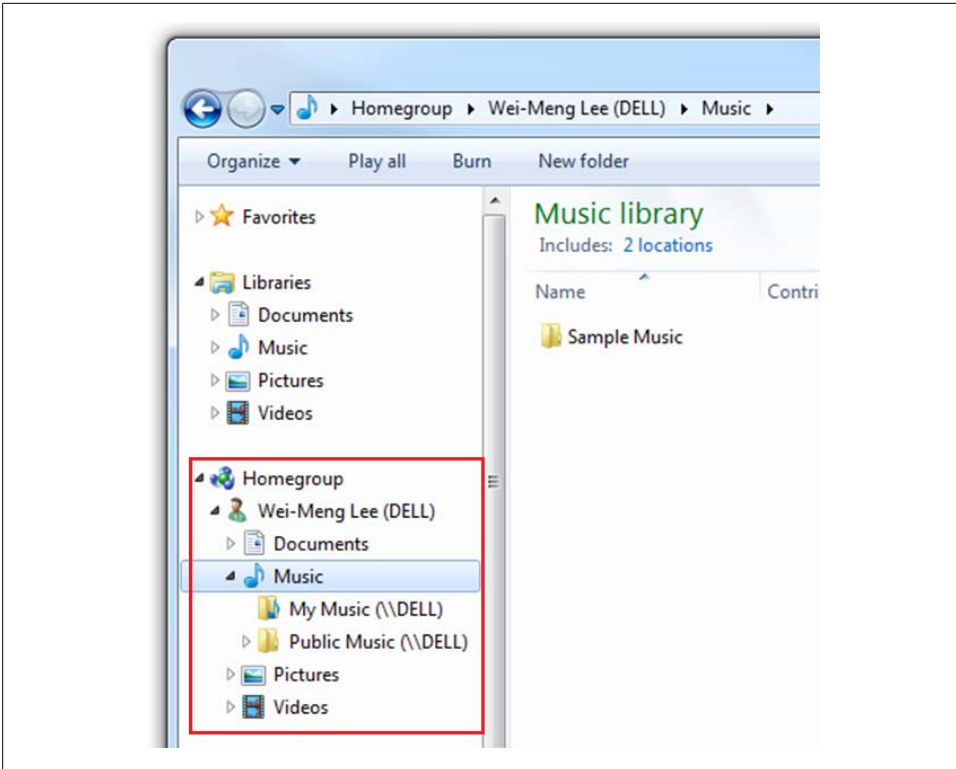 Homegroup Wei-Meng Lee (DELL) Music
Organize Play all Burn New folder
Favorites
Libraries
Documents
Music
Pictures
Videos
Homegroup
Wei-Meng Lee (DELL)
Documents
Music
My Music (\\DELL)
Public Music (\\DELL)
Pictures
Videos
Music library
Includes: 2 locations
Name Contri
Sample Music